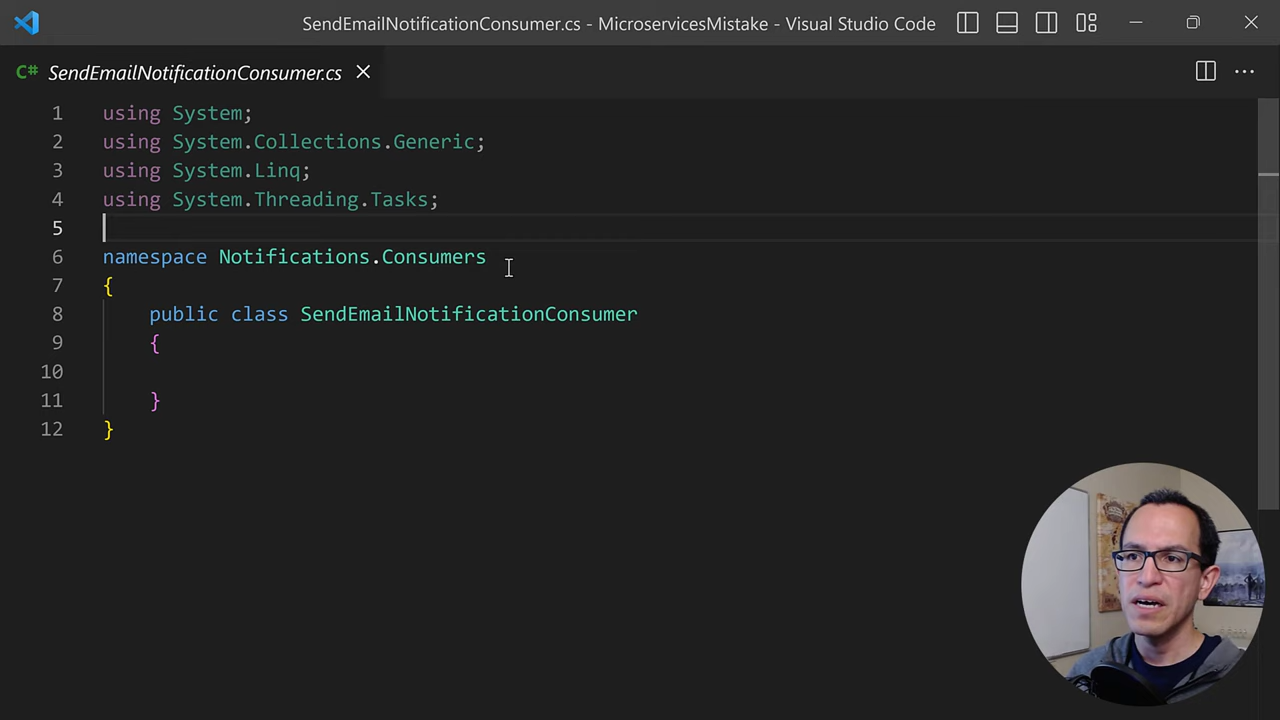 SendEmailNotificationConsumer.cs - MicroservicesMistake - Visual Studio Code
C# SendEmailNotificationConsumer.cs
1 using System;
2 using System.Collections.Generic;
3 using System.Linq;
4 using System.Threading.Tasks;
5
6 namespace Notifications.Consumers
7 {
8 public class SendEmailNotificationConsumer
9 {
10
11 }
12 }